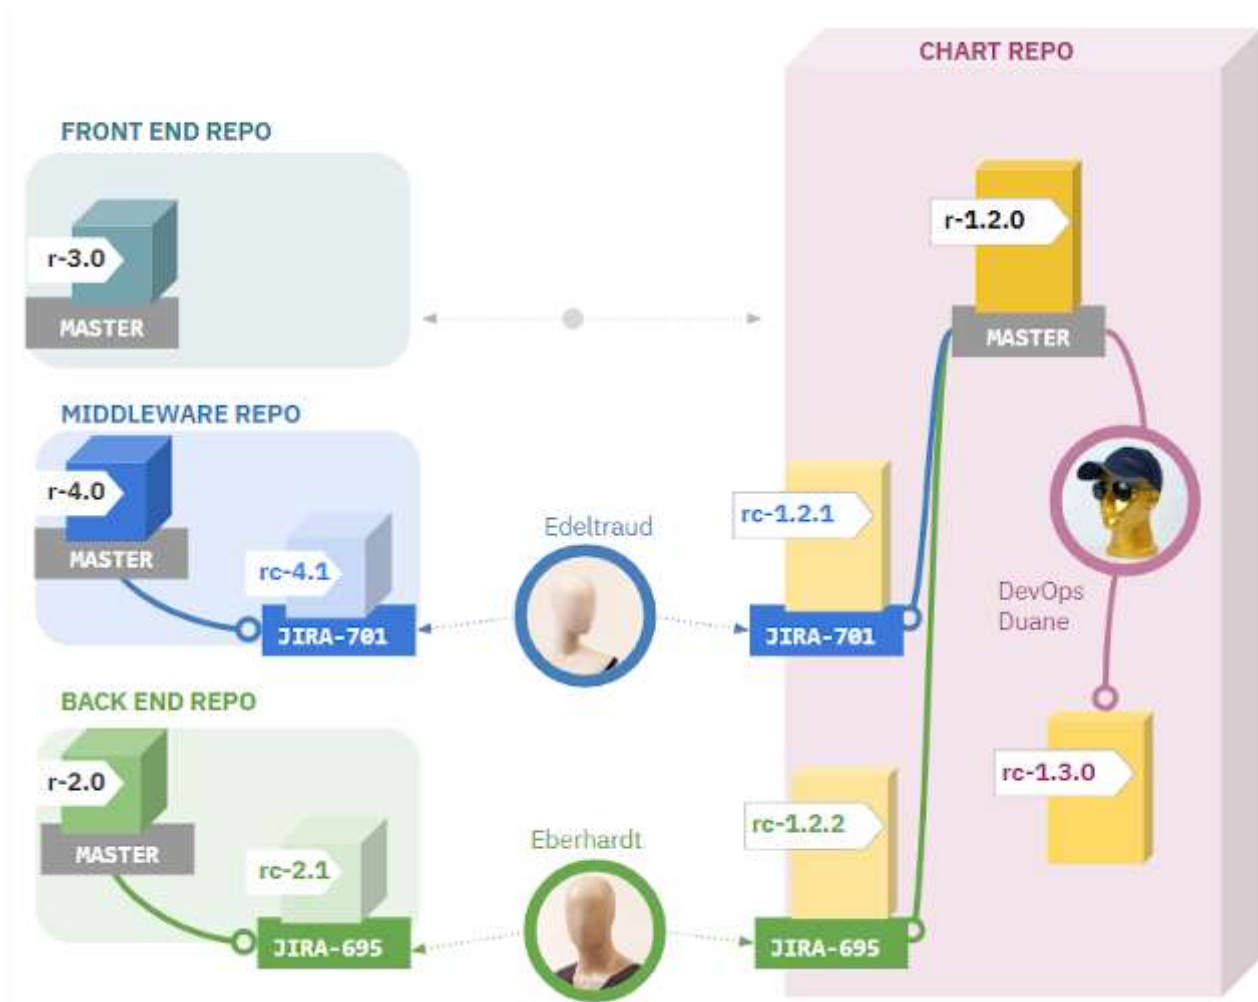 CHART REPO
FRONT END REPO
r-3.0
MASTER
r-1.2.0
MASTER
MIDDLEWARE REPO
r-4.0
MASTER
rc-4.1
JIRA-701
Edeltraud
rc-1.2.1
JIRA-701
DevOps
Duane
BACK END REPO
r-2.0
MASTER
rc-2.1
JIRA-695
Eberhardt
rc-1.2.2
JIRA-695
rc-1.3.0